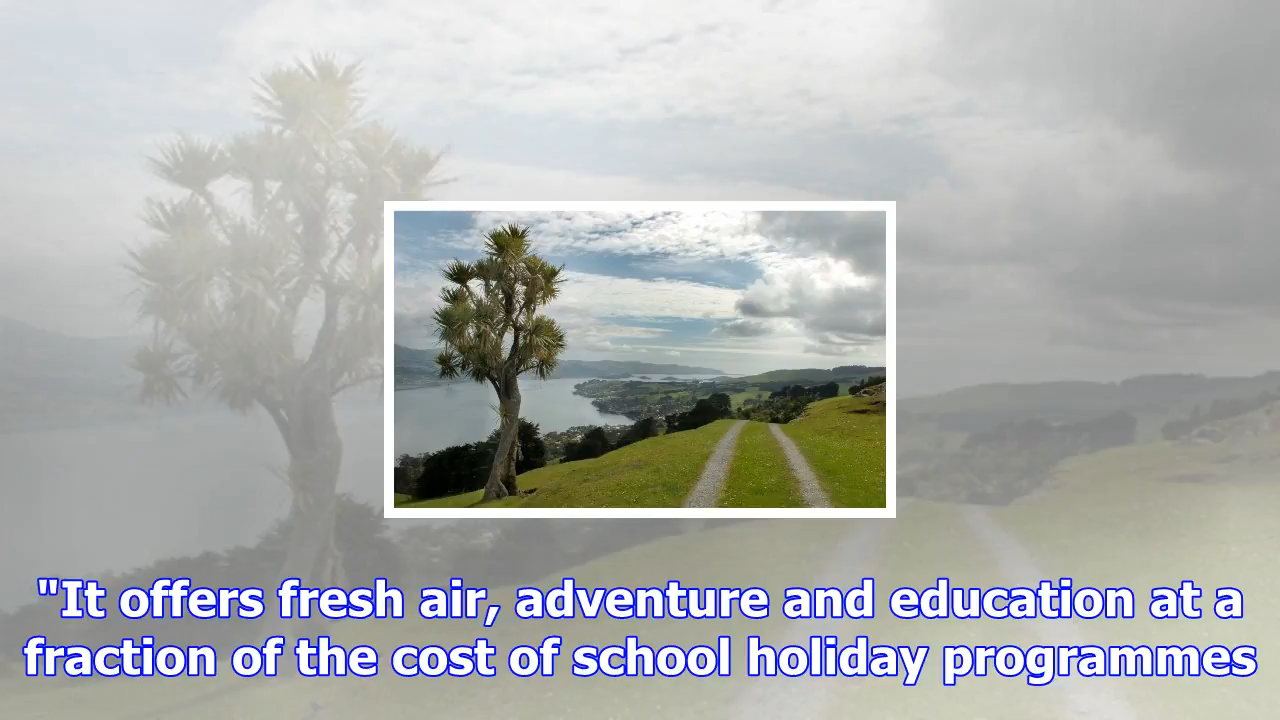 "It offers fresh air, adventure and education at a
fraction of the cost of school holiday programmes